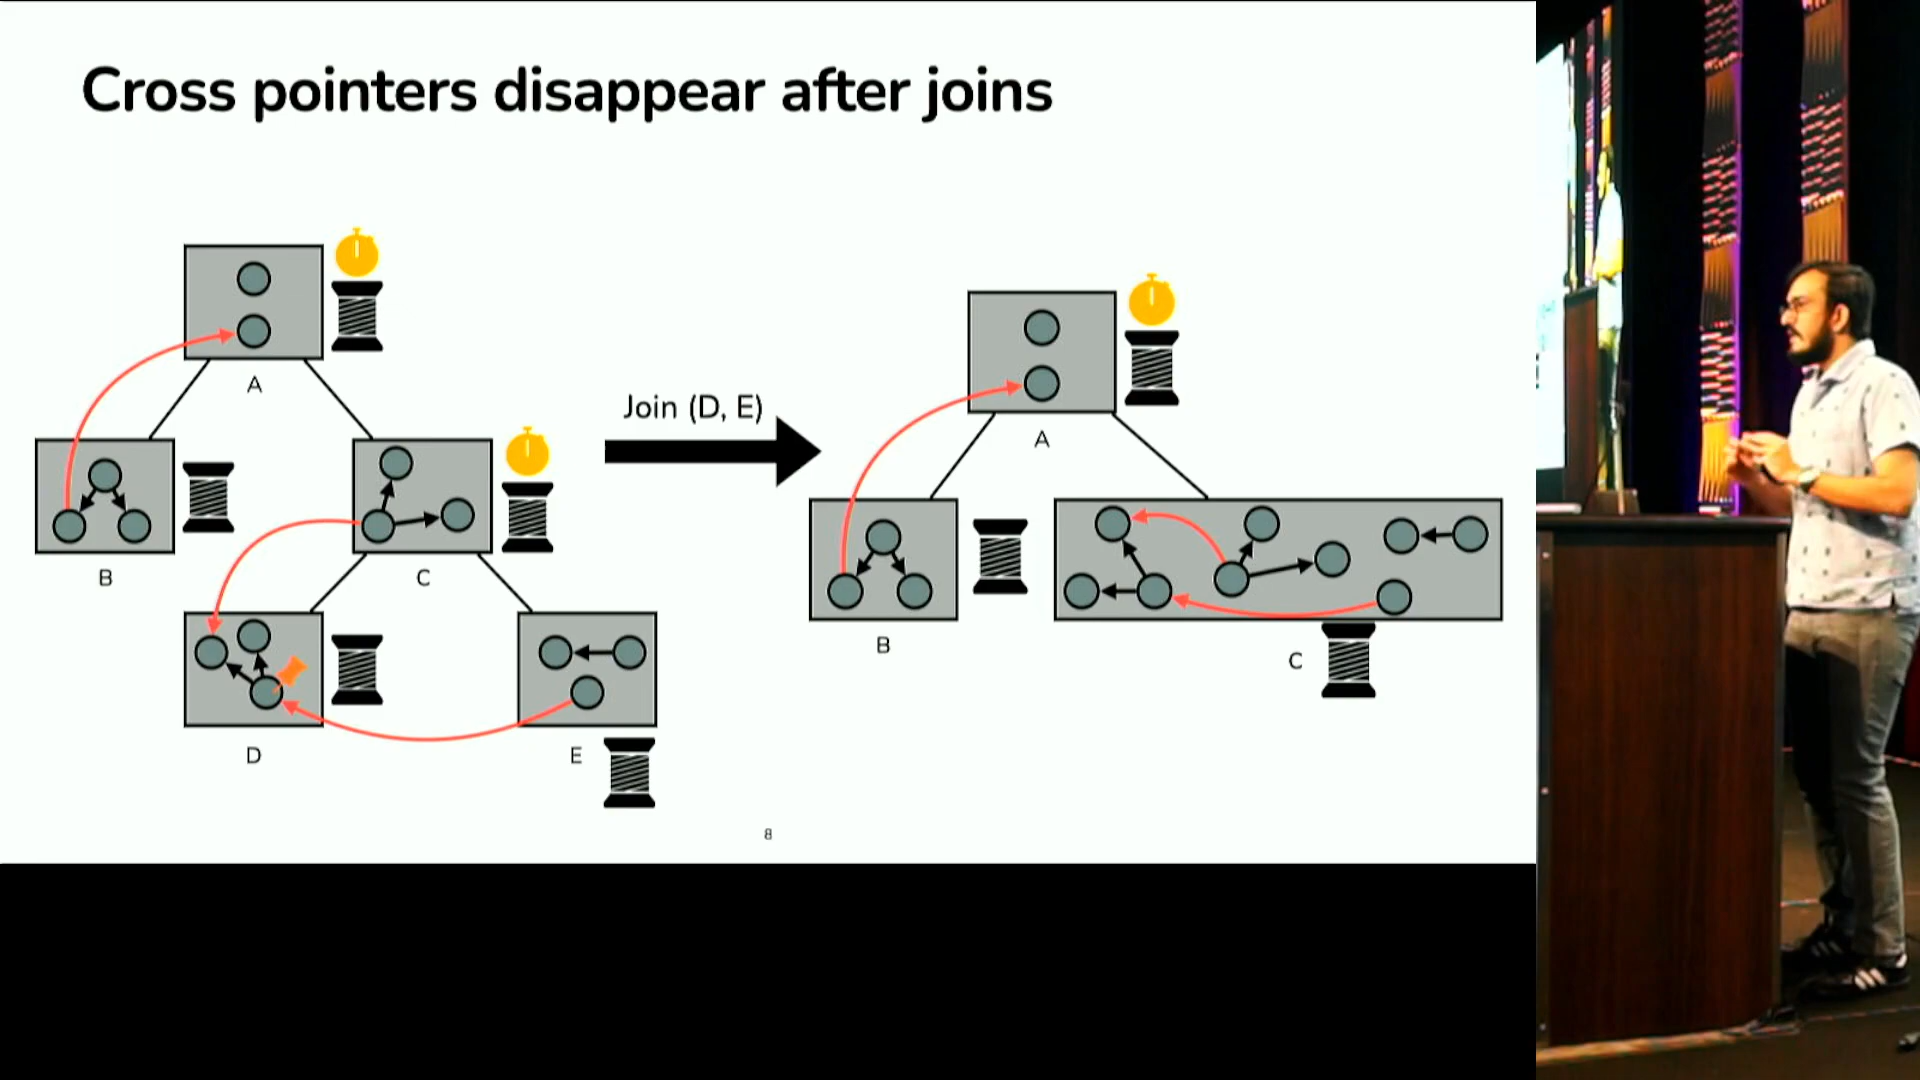 Cross pointers disappear after joins
A
B
C
D
E
Join (D, E)
A
B
C
8